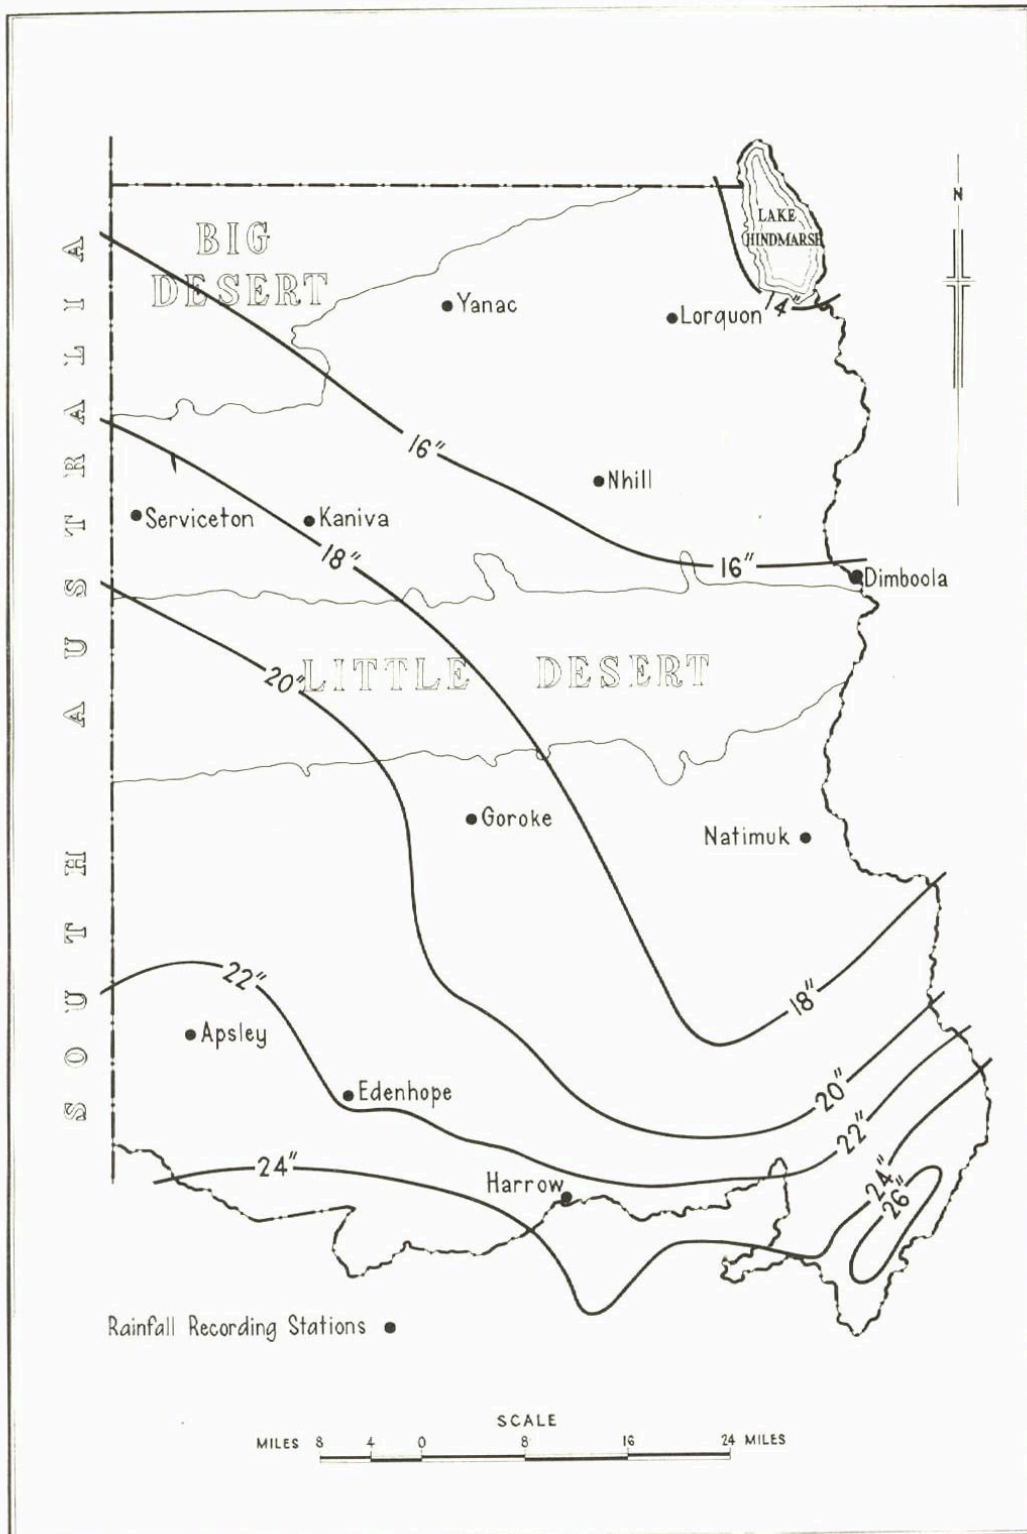 N
LAKE
HINDMARSH
BIG
DESERT
Yanac
Lorquon
14"
16"
Nhill
Serviceton
Kaniva
18"
16"
Dimboola
20"
LITTLE DESERT
SOUTH AUSTRALIA
Goroke
Natimuk
22"
18"
Apsley
Edenhope
20"
22"
24"
Harrow
24"
26"
Rainfall Recording Stations
SCALE
MILES 8 4 0 8 16 24 MILES